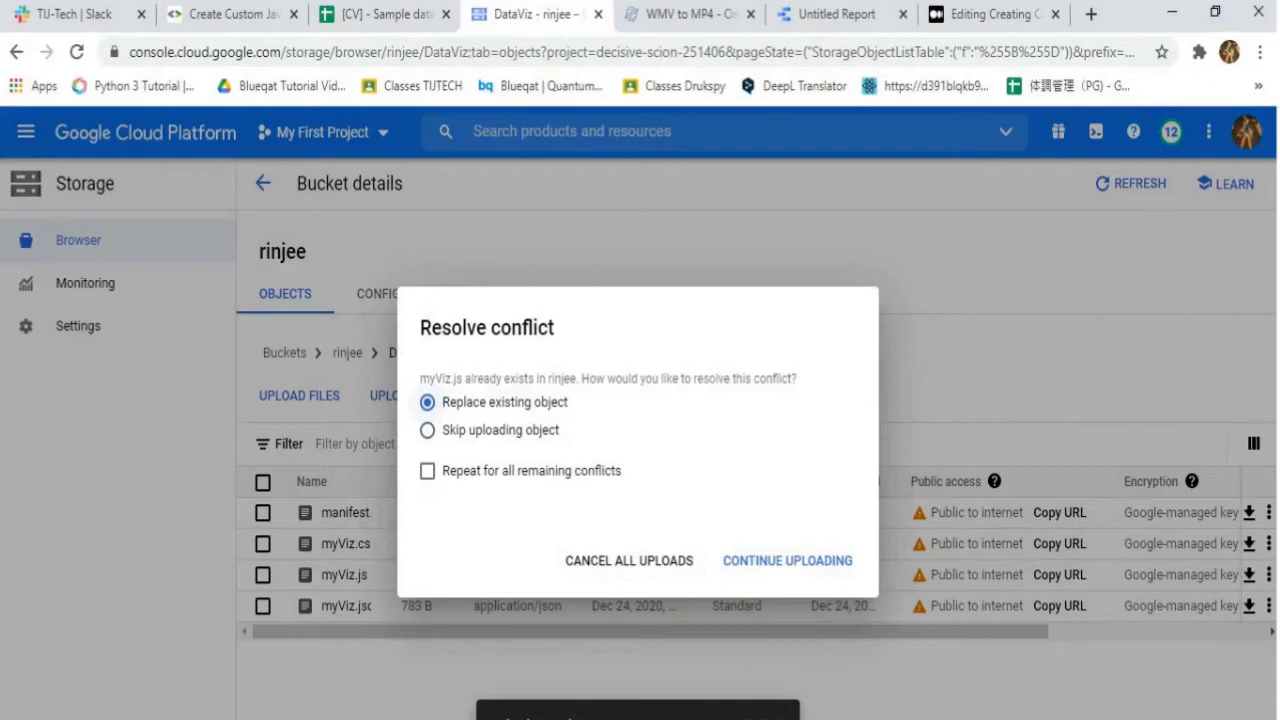 TIJ-Tech | Slack
Create Custom Jav
[CV] - Sample data
DataViz - rinjee –
WMV to MP4 - On
Untitled Report
Editing Creating C
console.cloud.google.com/storage/browser/rinjee/DataViz;tab=objects?project=decisive-scion-251406&pageState=("StorageObjectListTable":("f":"%255B%255D"))&prefix=...
Apps
Python 3 Tutorial |...
Blueqat Tutorial Vid...
Classes TIJTECH
bq Blueqat | Quantum...
Classes Drukspy
DeepL Translator
https://d391blqkb9...
体調管理（PG) - G...
Google Cloud Platform
My First Project
Search products and resources
12
Storage
Bucket details
REFRESH
LEARN
Browser
Monitoring
Settings
rinjee
OBJECTS
CONFIG
Buckets > rinjee > D
UPLOAD FILES
UPLO
Filter Filter by object
Name
Public access
Encryption
manifest.
Public to internet Copy URL
Google-managed key
myViz.cs
Public to internet Copy URL
Google-managed key
myViz.js
Public to internet Copy URL
Google-managed key
myViz.jsc
783 B
application/json
Dec 24, 2020, ...
Standard
Dec 24, 20...
Public to internet Copy URL
Google-managed key
Resolve conflict
myViz.js already exists in rinjee. How would you like to resolve this conflict?
Replace existing object
Skip uploading object
Repeat for all remaining conflicts
CANCEL ALL UPLOADS
CONTINUE UPLOADING